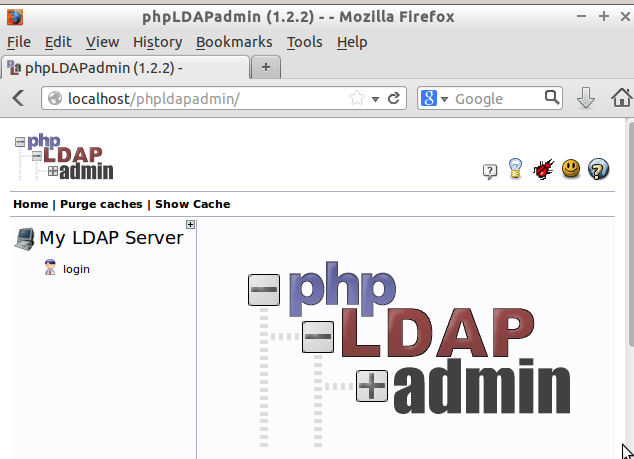 phpLDAPadmin (1.2.2) - - Mozilla Firefox
File Edit View History Bookmarks Tools Help
phpLDAPadmin (1.2.2) -
localhost/phpldapadmin/
Google
php
LDAP
admin
Home | Purge caches | Show Cache
My LDAP Server
login
php
LDAP
admin